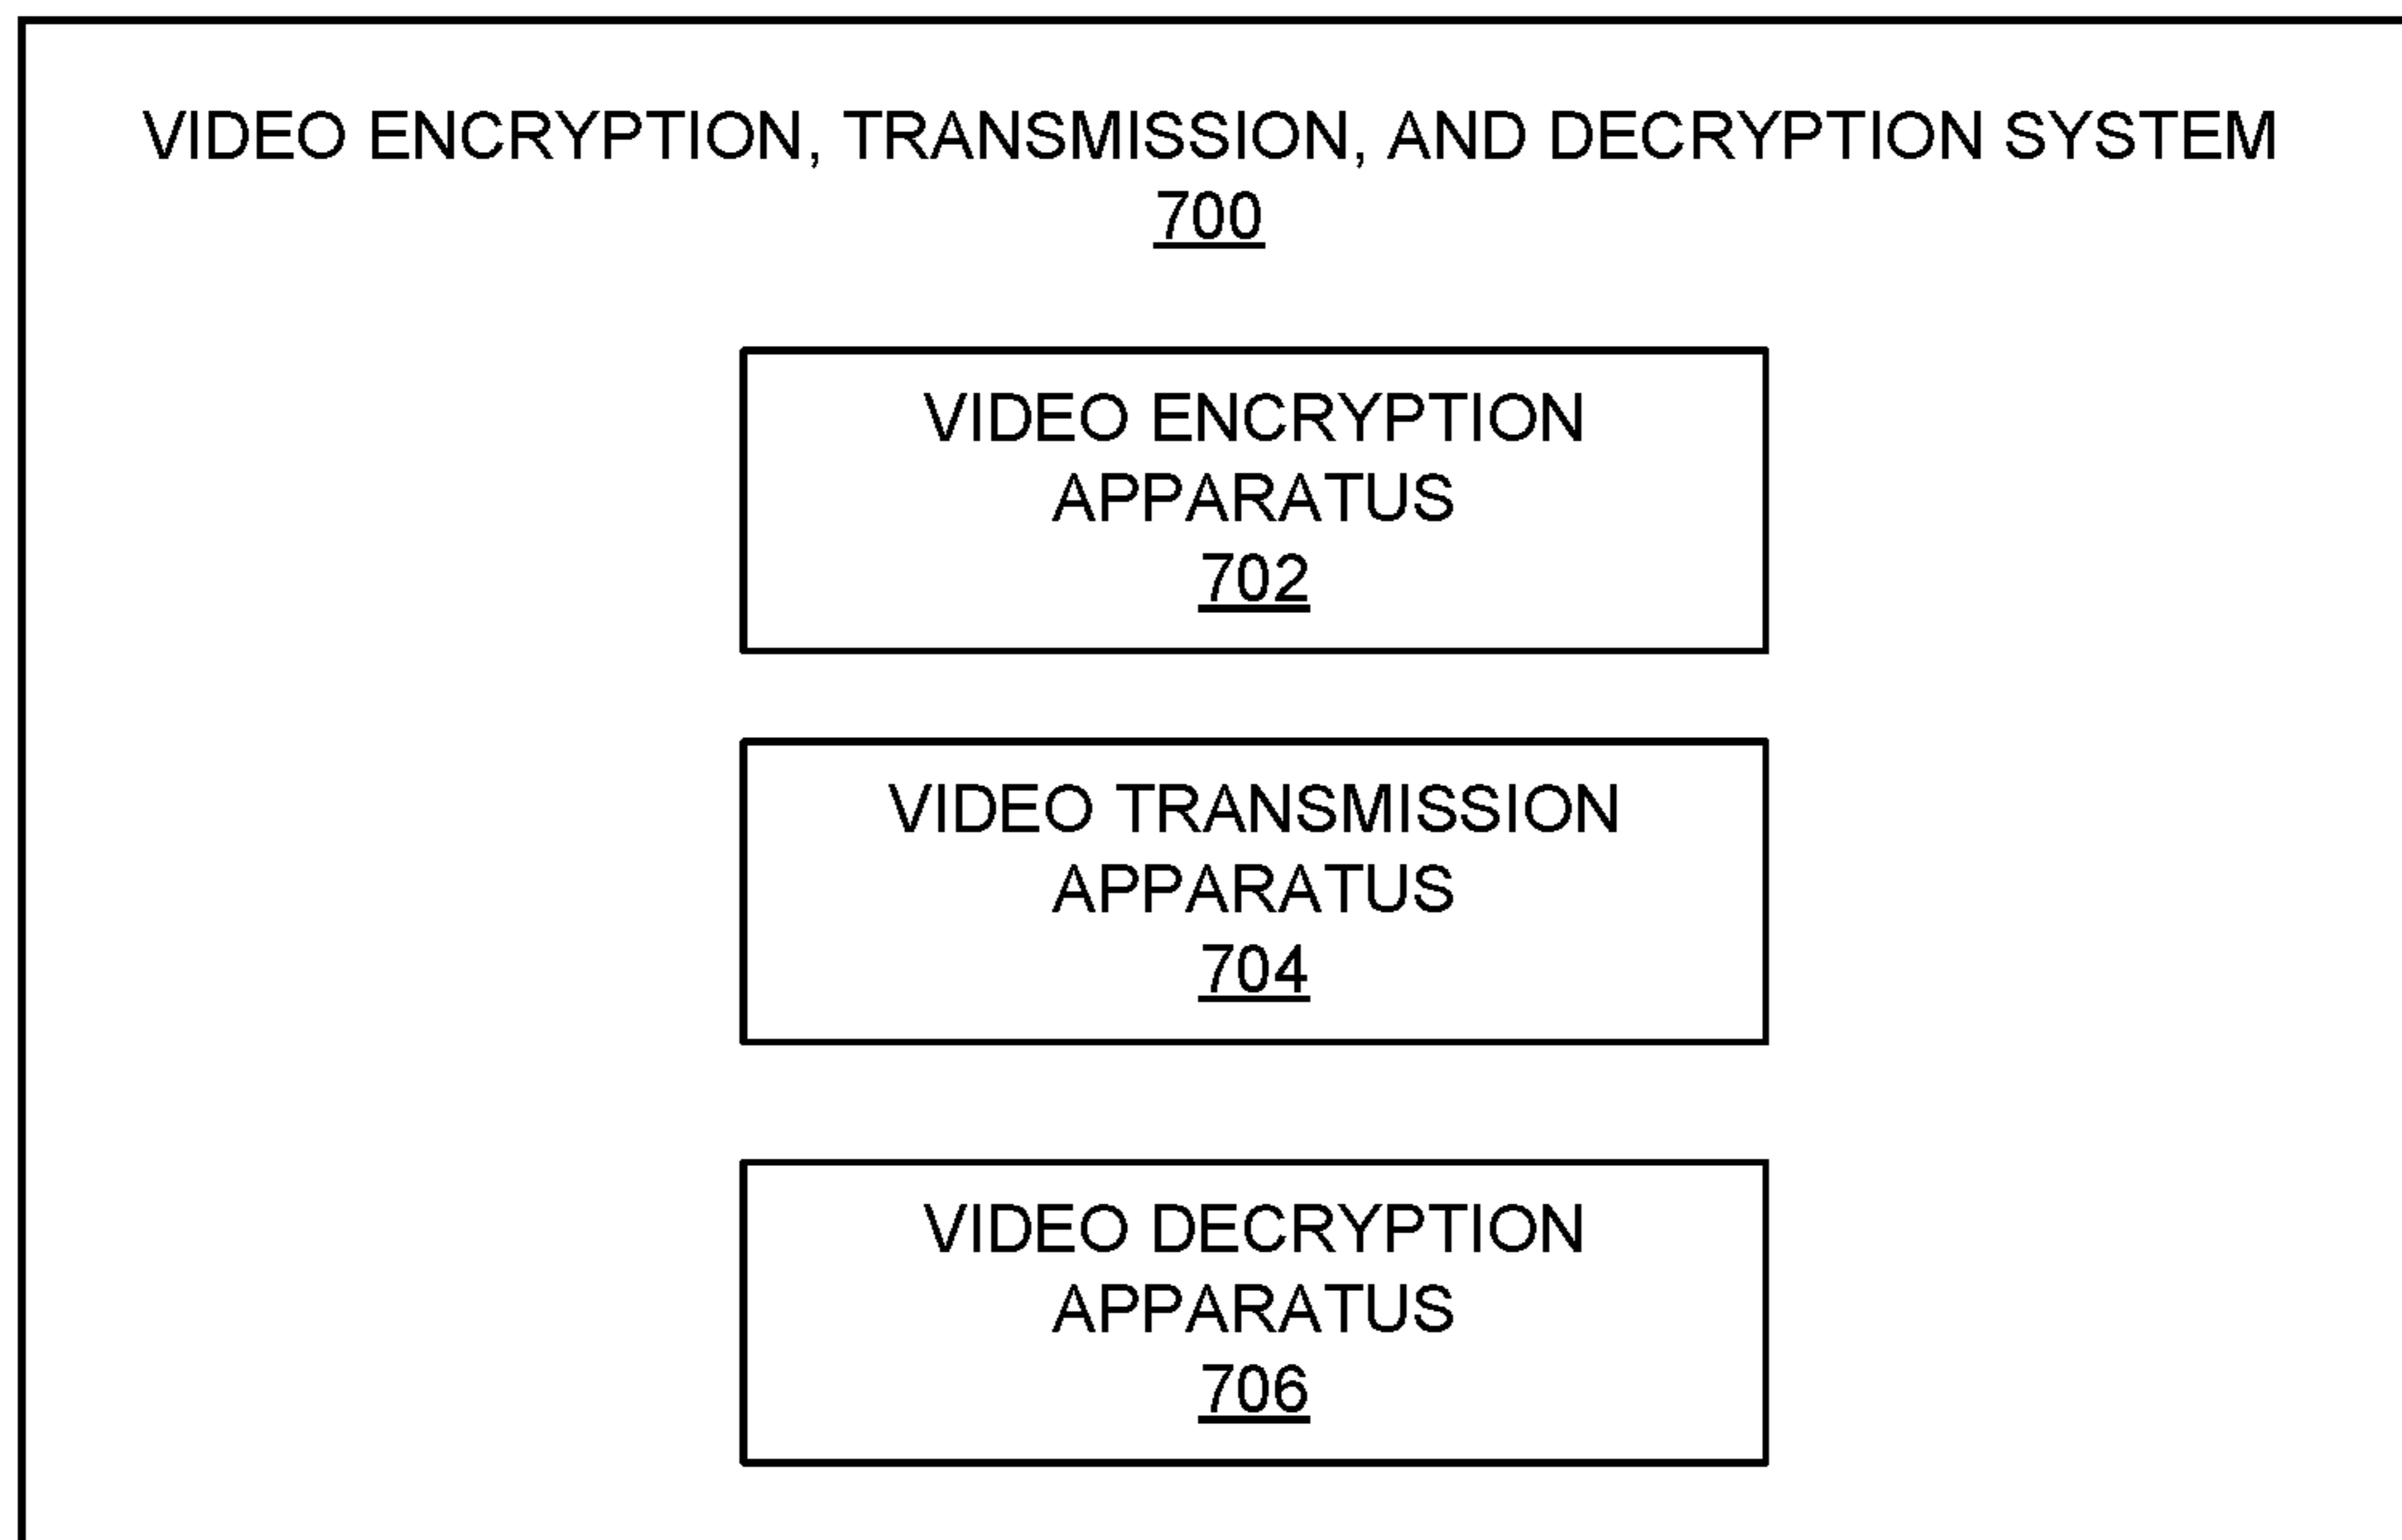 VIDEO ENCRYPTION, TRANSMISSION, AND DECRYPTION SYSTEM
700
VIDEO ENCRYPTION
APPARATUS
702
VIDEO TRANSMISSION
APPARATUS
704
VIDEO DECRYPTION
APPARATUS
706